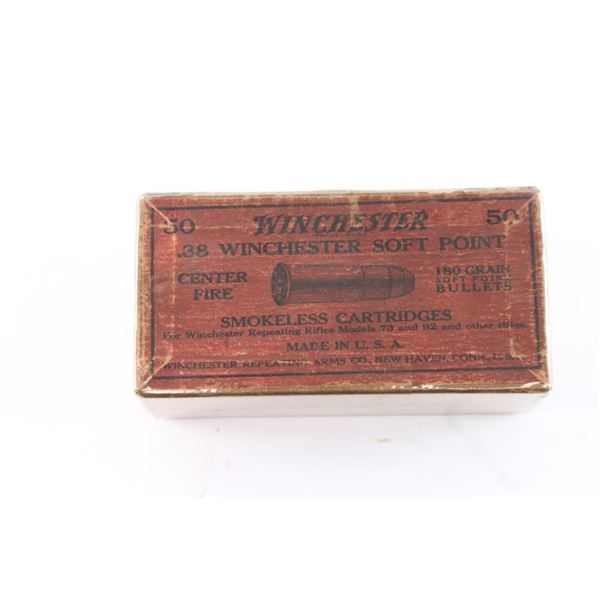 50 WINCHESTER 50
.38 WINCHESTER SOFT POINT
CENTER FIRE
180 GRAIN
SOFT POINT
BULLETS
SMOKELESS CARTRIDGES
For Winchester Repeating Rifles Models 73 and 92 and other rifles.
MADE IN U. S. A.
WINCHESTER REPEATING ARMS CO., NEW HAVEN, CONN., U. S. A.